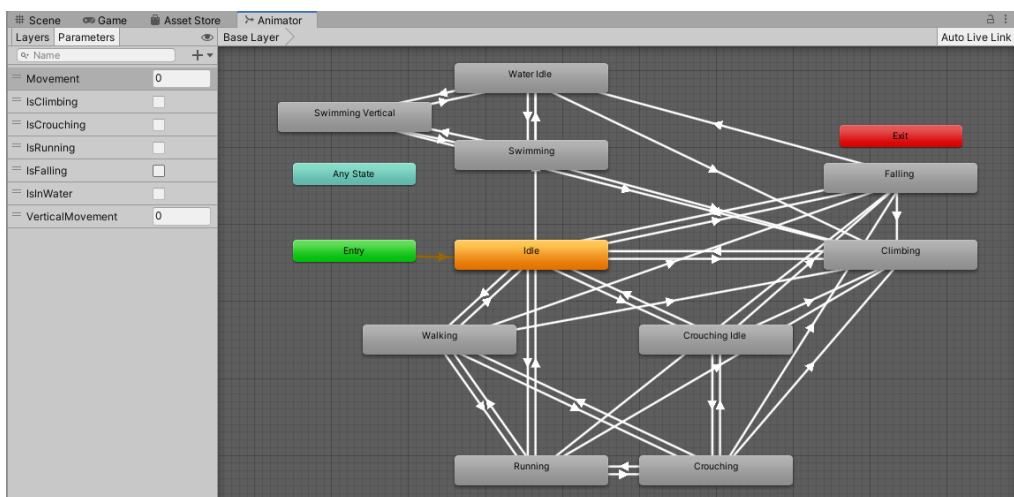 Scene Game Asset Store Animator
Layers Parameters Base Layer Auto Live Link
Name
Movement 0
IsClimbing
IsCrouching
IsRunning
IsFalling
IsInWater
VerticalMovement 0
Water Idle
Swimming Vertical
Swimming
Exit
Any State
Falling
Entry
Idle
Climbing
Walking
Crouching Idle
Running
Crouching